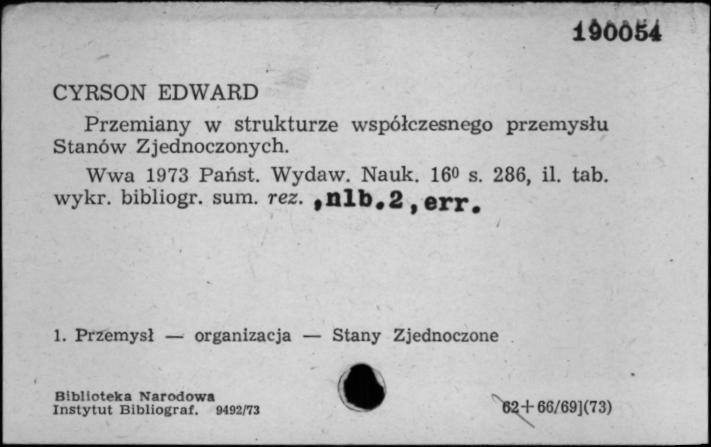 190054
CYRSON EDWARD
Przemiany w strukturze współczesnego przemysłu
Stanów Zjednoczonych.
Wwa 1973 Państ. Wydaw. Nauk. 16⁰ s. 286, il. tab.
wykr. bibliogr. sum. rez. ,nlb.2, err.
1. Przemysł — organizacja — Stany Zjednoczone
Biblioteka Narodowa
Instytut Bibliograf. 9492/73
62+66/69](73)